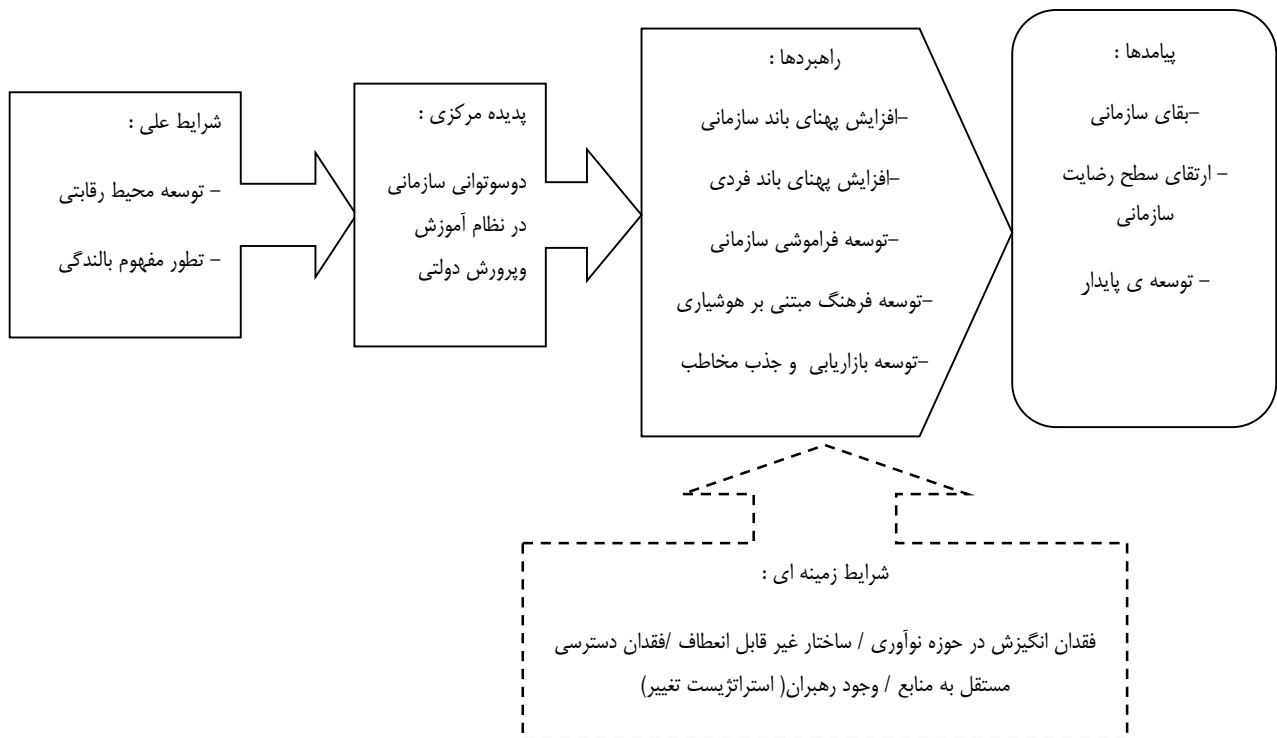 شرایط علی :
– توسعه محیط رقابتی
– تطور مفهوم بالندگی
پدیده مرکزی :
دوسوتوانی سازمانی
در نظام آموزش
وپرورش دولتی
راهبردها :
–افزایش پهنای باند سازمانی
–افزایش پهنای باند فردی
–توسعه فراموشی سازمانی
–توسعه فرهنگ مبتنی بر هوشیاری
–توسعه بازاریابی و جذب مخاطب
پیامدها :
–بقای سازمانی
– ارتقای سطح رضایت
سازمانی
– توسعه ی پایدار
شرایط زمینه ای :
فقدان انگیزش در حوزه نوآوری / ساختار غیر قابل انعطاف /فقدان دسترسی
مستقل به منابع / وجود رهبران( استراتژیست تغییر)